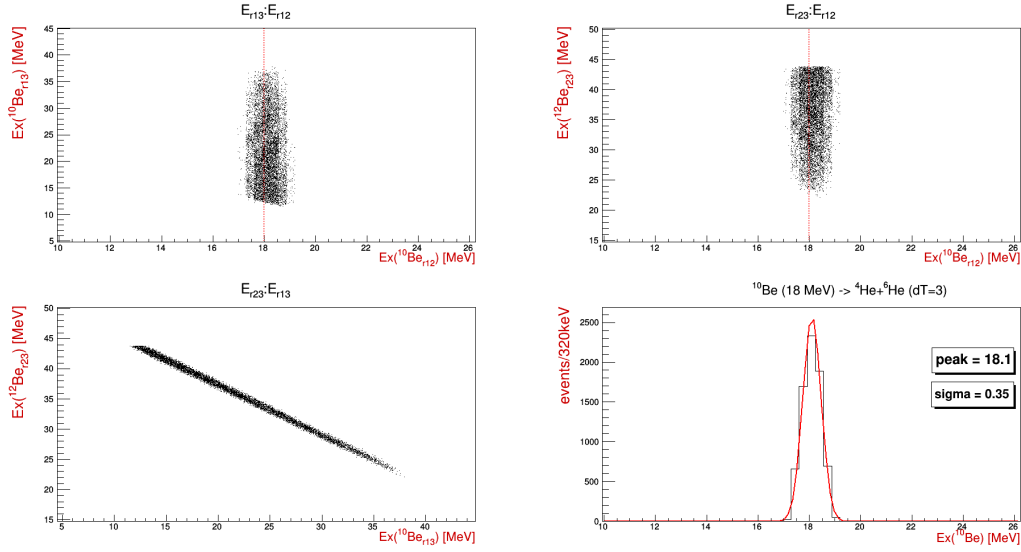 E_r13:E_r12
Ex(^10Be_r13) [MeV]
45
40
35
30
25
20
15
10
5
10 12 14 16 18 20 22 24 26
Ex(^10Be_r12) [MeV]
E_r23:E_r12
Ex(^12Be_r23) [MeV]
50
45
40
35
30
25
20
15
10 12 14 16 18 20 22 24 26
Ex(^10Be_r12) [MeV]
E_r23:E_r13
Ex(^12Be_r23) [MeV]
50
45
40
35
30
25
20
15
5 10 15 20 25 30 35 40 45
Ex(^10Be_r13) [MeV]
^10Be (18 MeV) -> ^4He+^6He (dT=3)
events/320keV
2500
2000
1500
1000
500
0
peak = 18.1
sigma = 0.35
10 12 14 16 18 20 22 24 26
Ex(^10Be) [MeV]